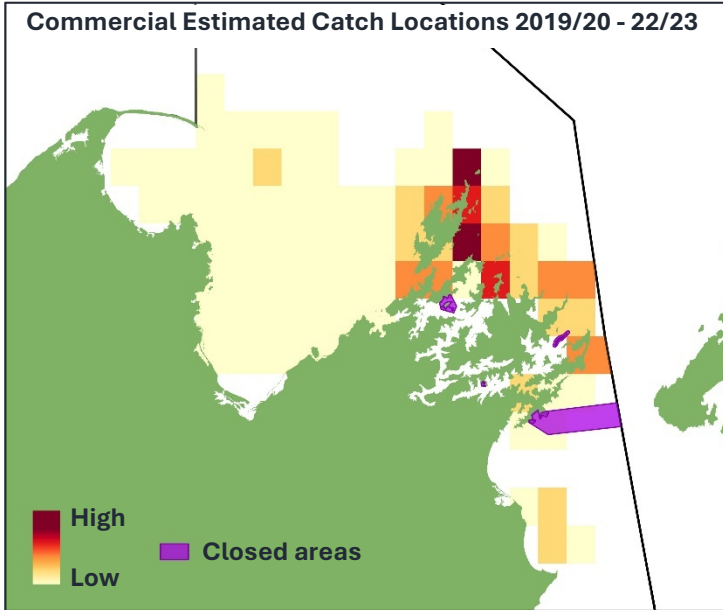 Commercial Estimated Catch Locations 2019/20 - 22/23
High
Low
Closed areas